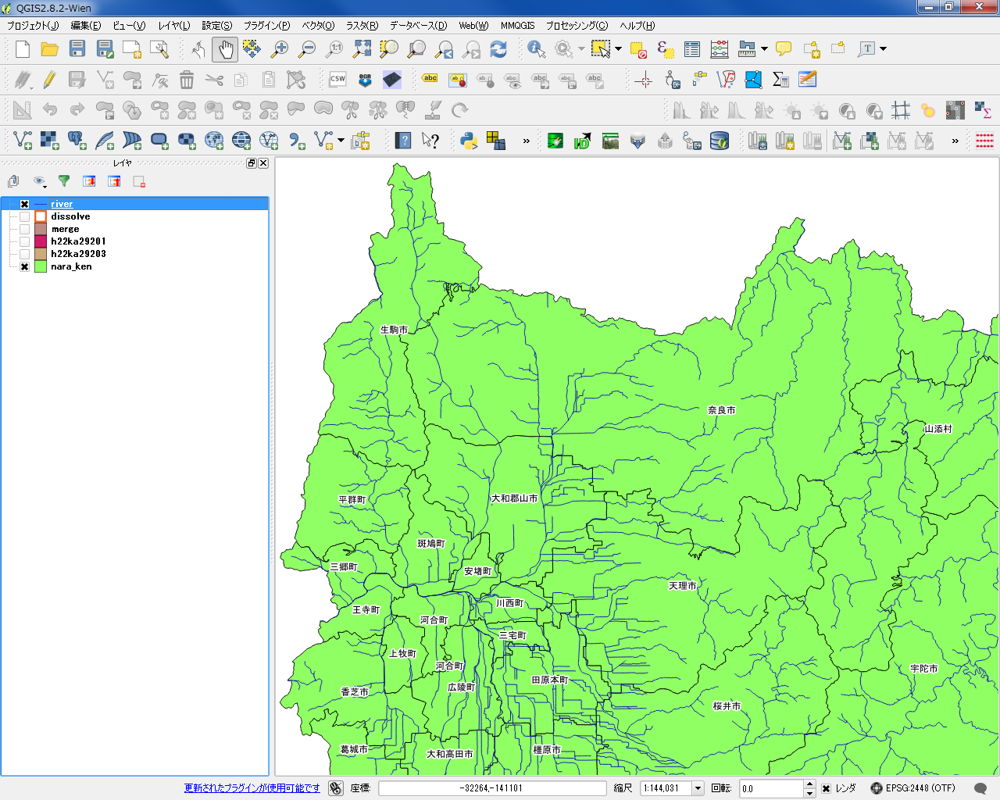 QGIS2.8.2-Wien
プロジェクト(J) 編集(E) ビュー(V) レイヤ(L) 設定(S) プラグイン(P) ベクタ(O) ラスタ(R) データベース(D) Web(W) MMQGIS プロセッシング(C) ヘルプ(H)
1:1
T
CSW OGR abc abc
レイヤ
river
dissolve
merge
h22ka29201
h22ka29203
nara_ken
生駒市
奈良市
山添村
平群町
大和郡山市
斑鳩町
三郷町
安堵町
天理市
王寺町
川西町
河合町
三宅町
上牧町
河合町
宇陀市
田原本町
香芝市
広陵町
桜井市
葛城市
大和高田市
橿原市
更新されたプラグインが使用可能です 座標: -32264,-141101 縮尺 1:144,031 回転: 0.0 レンダ EPSG:2448 (OTF)